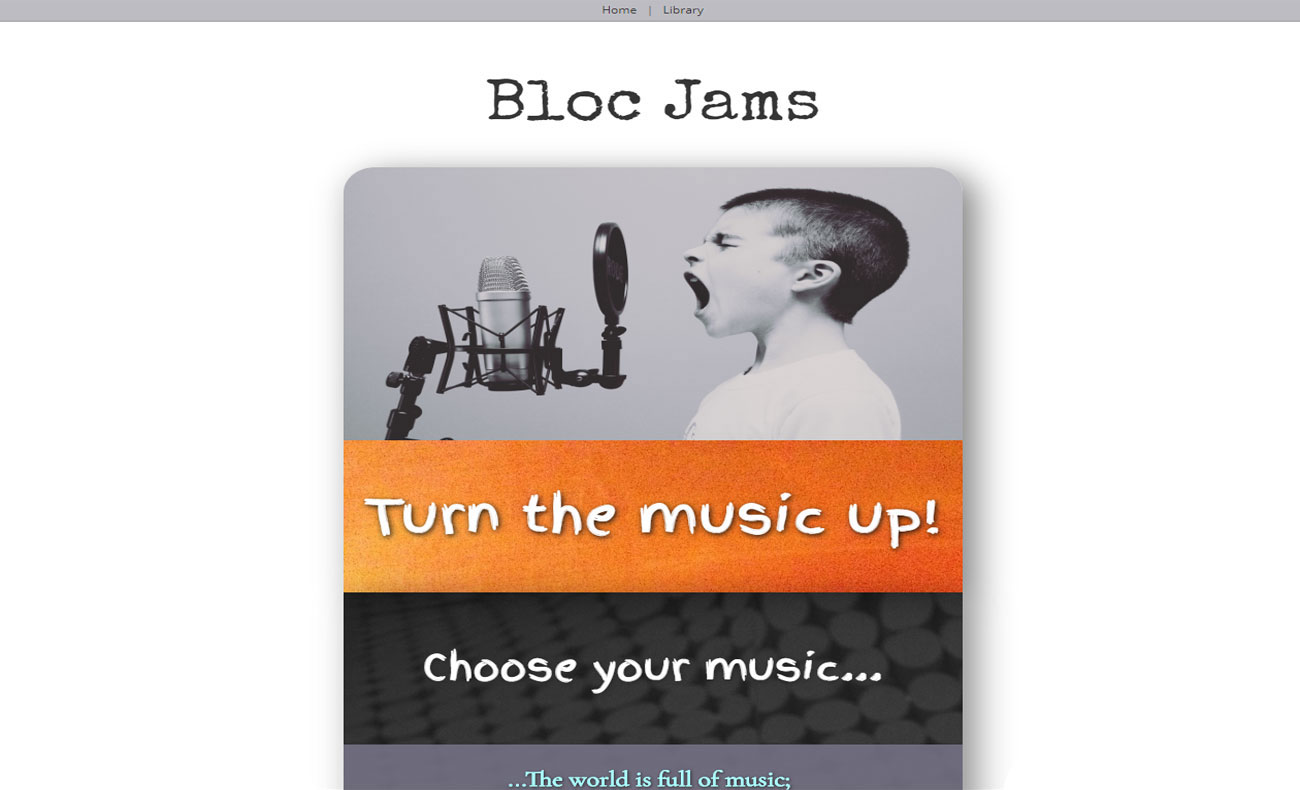 Home | Library
Bloc Jams
Turn the music up!
Choose your music...
...The world is full of music;